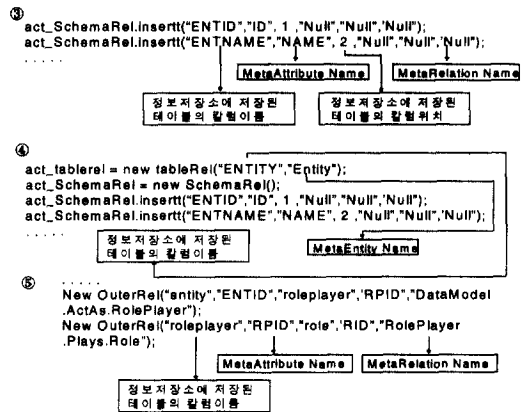 ③
act_SchemaRel.insertt("ENTID","ID", 1 ,"Null","Null",'Null");
act_SchemaRel.insertt("ENTNAME","NAME", 2 ,"Null","Null",'Null");
. . . . .
MetaAttribute Name
MetaRelation Name
정보저장소에 저장된
테이블의 칼럼이름
정보저장소에 저장된
테이블의 칼럼위치
④
act_tablerel = new tableRel("ENTITY","Entity");
act_SchemaRel = new SchemaRel();
act_SchemaRel.insertt("ENTID","ID", 1 ,"Null","Null",'Null");
act_SchemaRel.insertt("ENTNAME","NAME", 2 ,"Null","Null",'Null");
. . . . .
정보저장소에 저장된
테이블의 칼럼이름
MetaEntity Name
⑤
. . . . .
New OuterRel("entity","ENTID","roleplayer",'RPID","DataModel
.ActAs.RolePlayer");
New OuterRel("roleplayer","RPID","role",'RID","RolePlayer
.Plays.Role");
MetaAttribute Name
MetaRelation Name
정보저장소에 저장된
테이블의 칼럼이름